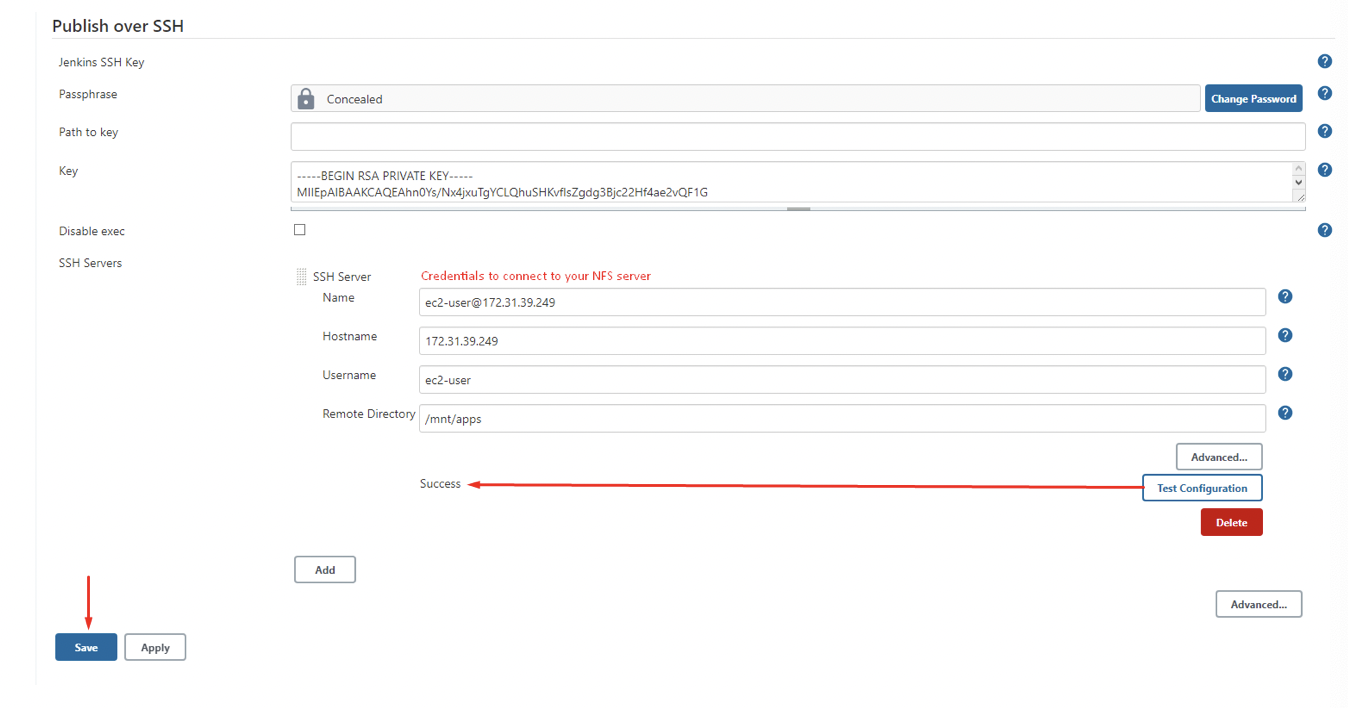 Publish over SSH
Jenkins SSH Key
Passphrase
Concealed
Change Password
Path to key
Key
-----BEGIN RSA PRIVATE KEY-----
MIIEpAIBAAKCAQEAhn0Ys/Nx4jxuTgYCLQhuSHKvflsZgdg3Bjc22Hf4ae2vQF1G
Disable exec
SSH Servers
SSH Server
Credentials to connect to your NFS server
Name
ec2-user@172.31.39.249
Hostname
172.31.39.249
Username
ec2-user
Remote Directory
/mnt/apps
Advanced...
Success
Test Configuration
Delete
Add
Advanced...
Save
Apply